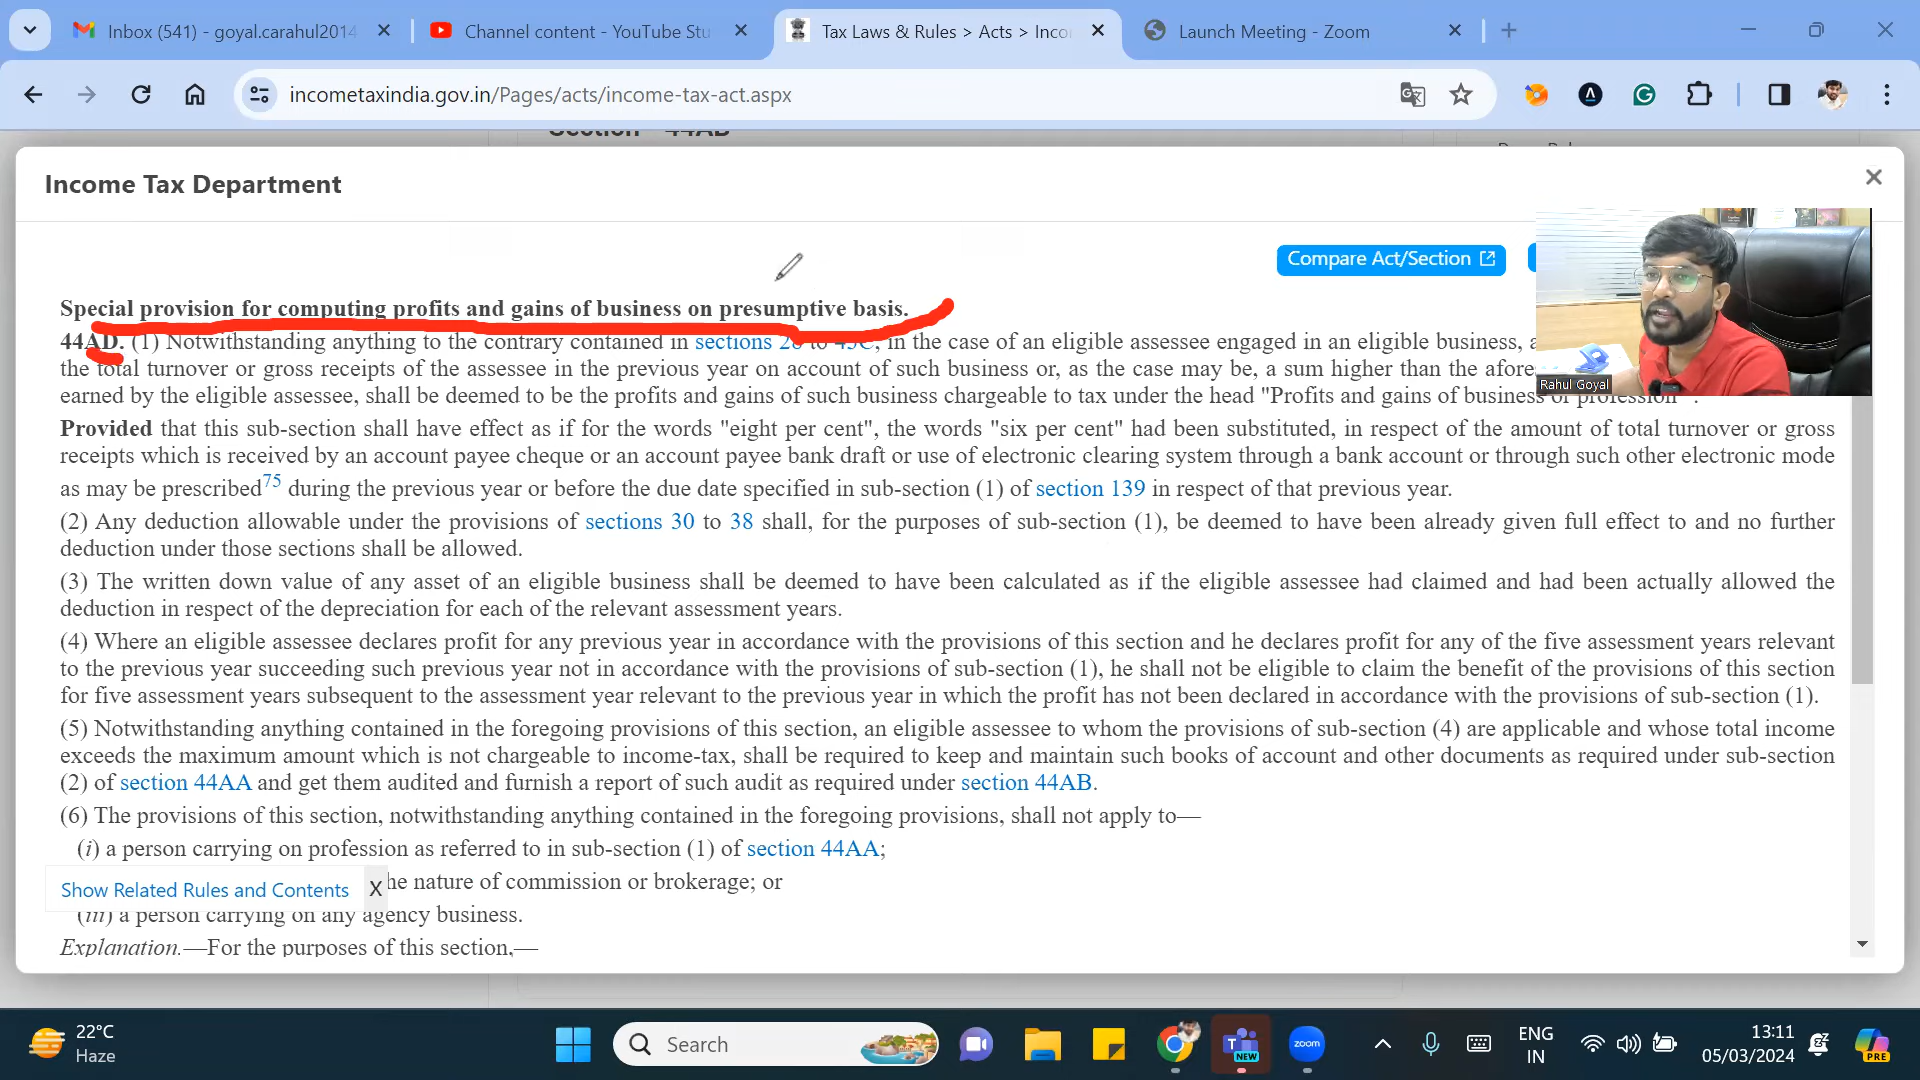 Inbox (541) - goyal.carahul2014
Channel content - YouTube Stu
Tax Laws & Rules > Acts > Inco
Launch Meeting - Zoom
incometaxindia.gov.in/Pages/acts/income-tax-act.aspx
Section - 44AB
Income Tax Department
Compare Act/Section
Special provision for computing profits and gains of business on presumptive basis.
44AD. (1) Notwithstanding anything to the contrary contained in sections 28 to 43C, in the case of an eligible assessee engaged in an eligible business, a
the total turnover or gross receipts of the assessee in the previous year on account of such business or, as the case may be, a sum higher than the afore
earned by the eligible assessee, shall be deemed to be the profits and gains of such business chargeable to tax under the head "Profits and gains of business or profession".
Rahul Goyal
Provided that this sub-section shall have effect as if for the words "eight per cent", the words "six per cent" had been substituted, in respect of the amount of total turnover or gross
receipts which is received by an account payee cheque or an account payee bank draft or use of electronic clearing system through a bank account or through such other electronic mode
as may be prescribed75 during the previous year or before the due date specified in sub-section (1) of section 139 in respect of that previous year.
(2) Any deduction allowable under the provisions of sections 30 to 38 shall, for the purposes of sub-section (1), be deemed to have been already given full effect to and no further
deduction under those sections shall be allowed.
(3) The written down value of any asset of an eligible business shall be deemed to have been calculated as if the eligible assessee had claimed and had been actually allowed the
deduction in respect of the depreciation for each of the relevant assessment years.
(4) Where an eligible assessee declares profit for any previous year in accordance with the provisions of this section and he declares profit for any of the five assessment years relevant
to the previous year succeeding such previous year not in accordance with the provisions of sub-section (1), he shall not be eligible to claim the benefit of the provisions of this section
for five assessment years subsequent to the assessment year relevant to the previous year in which the profit has not been declared in accordance with the provisions of sub-section (1).
(5) Notwithstanding anything contained in the foregoing provisions of this section, an eligible assessee to whom the provisions of sub-section (4) are applicable and whose total income
exceeds the maximum amount which is not chargeable to income-tax, shall be required to keep and maintain such books of account and other documents as required under sub-section
(2) of section 44AA and get them audited and furnish a report of such audit as required under section 44AB.
(6) The provisions of this section, notwithstanding anything contained in the foregoing provisions, shall not apply to—
(i) a person carrying on profession as referred to in sub-section (1) of section 44AA;
Show Related Rules and Contents X
he nature of commission or brokerage; or
(iii) a person carrying on any agency business.
Explanation.—For the purposes of this section,—
22°C
Haze
Search
NEW
zoom
ENG
IN
13:11
05/03/2024
PRE